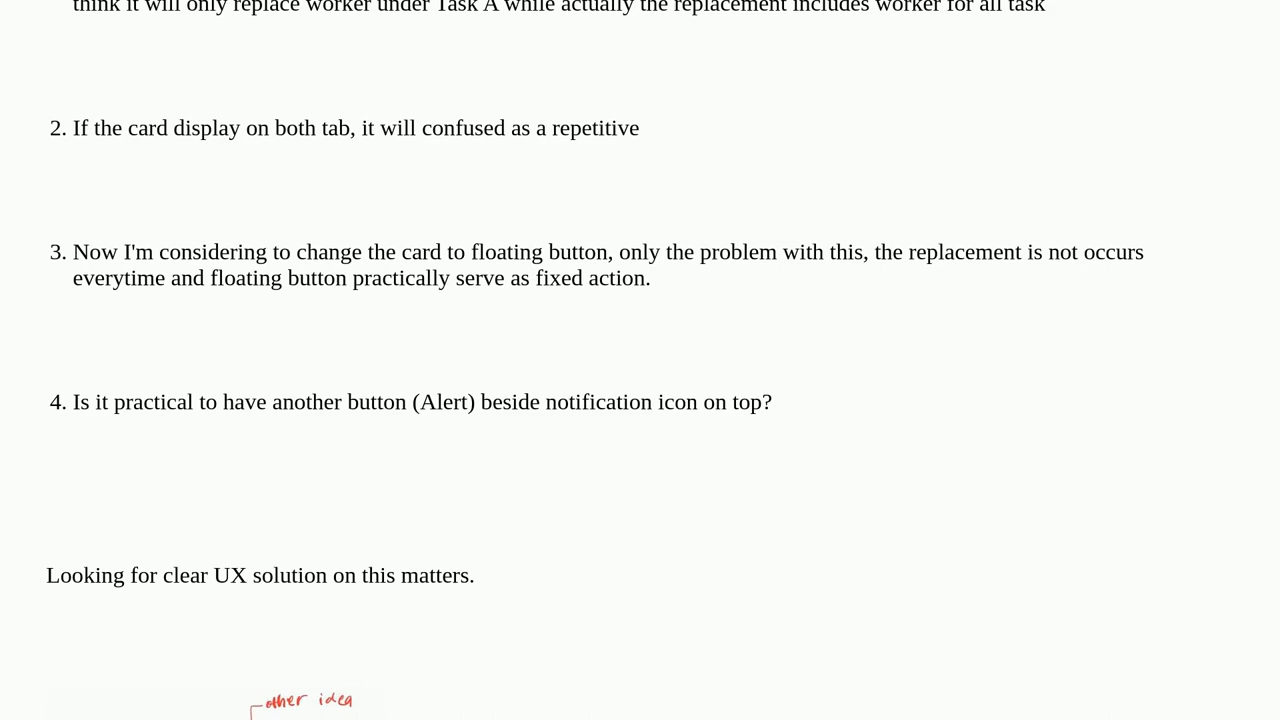 think it will only replace worker under Task A while actually the replacement includes worker for all task
2. If the card display on both tab, it will confused as a repetitive
3. Now I'm considering to change the card to floating button, only the problem with this, the replacement is not occurs
everytime and floating button practically serve as fixed action.
4. Is it practical to have another button (Alert) beside notification icon on top?
Looking for clear UX solution on this matters.
other idea